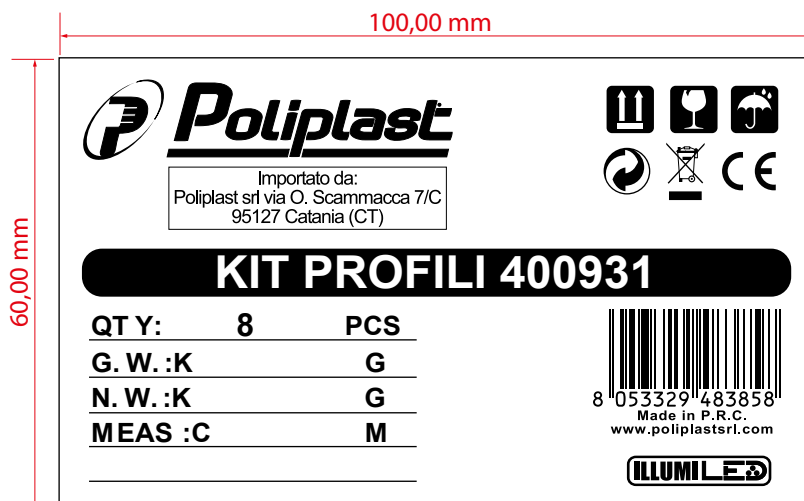 100,00 mm
60,00 mm
Poliplast
Importato da:
Poliplast srl via O. Scammacca 7/C
95127 Catania (CT)
CE
KIT PROFILI 400931
QT Y: 8 PCS
G. W. :K G
N. W. :K G
MEAS :C M
8 053329 483858
Made in P.R.C.
www.poliplastsrl.com
ILLUMILED